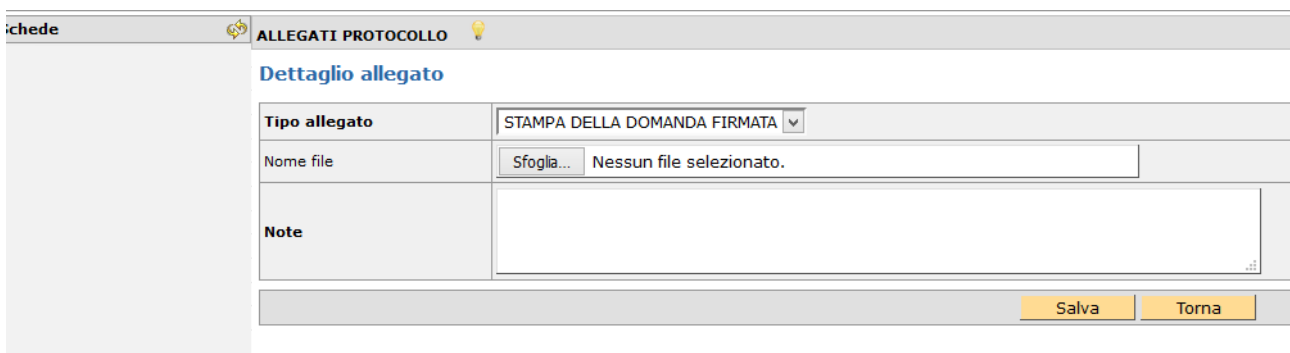 chede
ALLEGATI PROTOCOLLO
Dettaglio allegato
Tipo allegato STAMPA DELLA DOMANDA FIRMATA
Nome file Sfoglia... Nessun file selezionato.
Note
Salva Torna